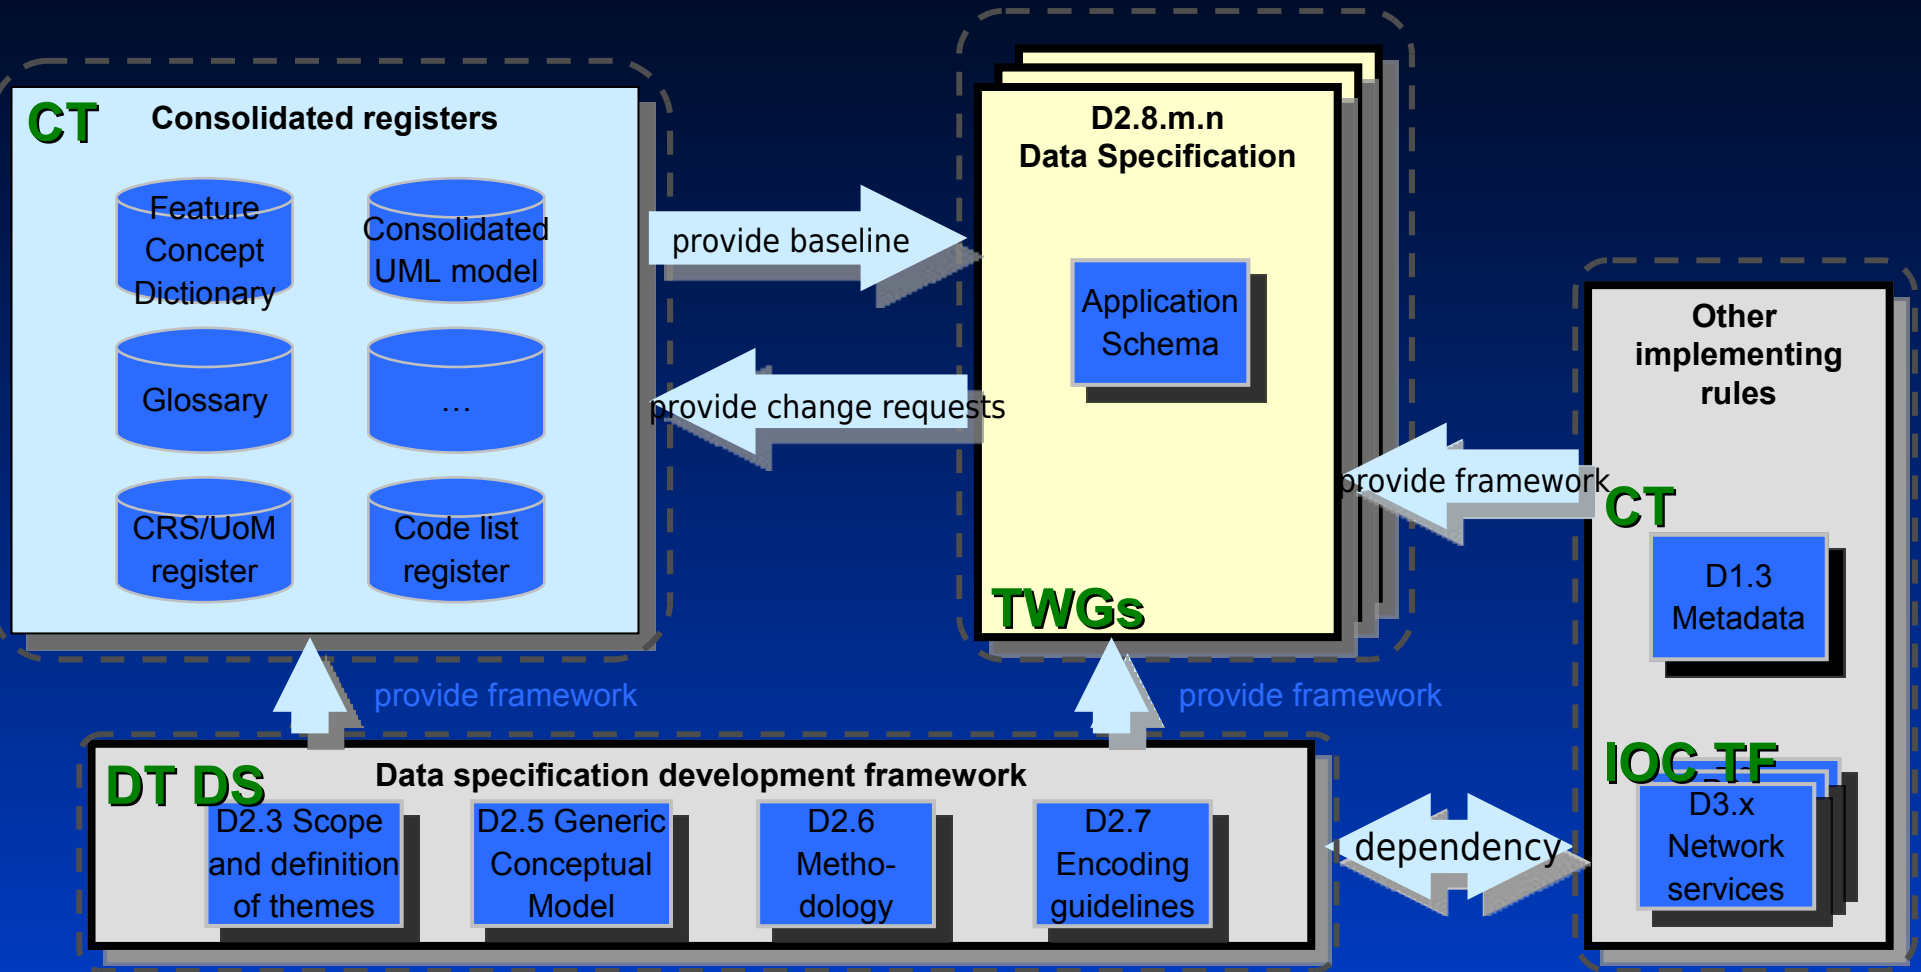 CT
Consolidated registers
Feature
Concept
Dictionary
Consolidated
UML model
Glossary
…
CRS/UoM
register
Code list
register
provide baseline
provide change requests
D2.8.m.n
Data Specification
Application
Schema
TWGs
provide framework
Other
implementing
rules
CT
D1.3
Metadata
IOC TF
D3.x
Network
services
provide framework
provide framework
DT DS
Data specification development framework
D2.3 Scope
and definition
of themes
D2.5 Generic
Conceptual
Model
D2.6
Metho-
dology
D2.7
Encoding
guidelines
dependency